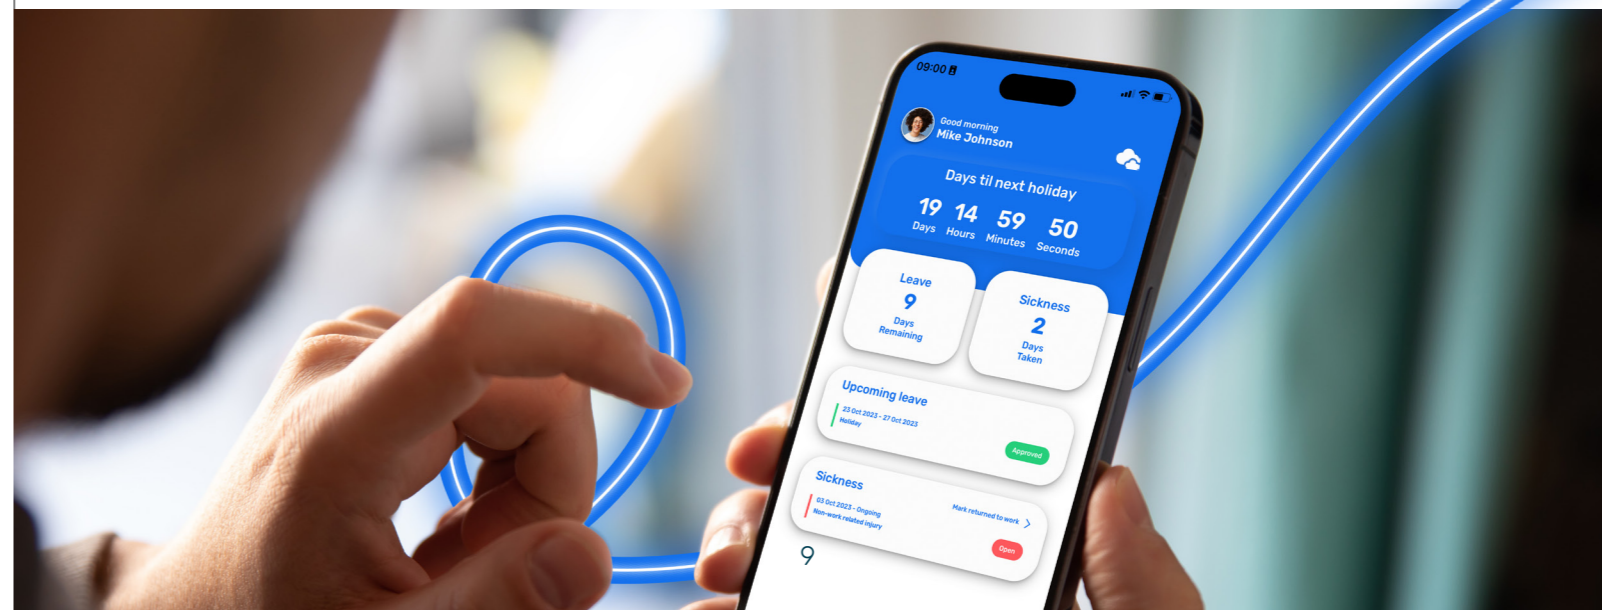 09:00
Good morning
Mike Johnson
Days til next holiday
19 14 59 50
Days Hours Minutes Seconds
Leave
9
Days
Remaining
Sickness
2
Days
Taken
Upcoming leave
23 Oct 2023 - 27 Oct 2023
Holiday
Approved
Sickness
03 Oct 2023 - Ongoing
Non-work related injury
Mark returned to work
Open
9